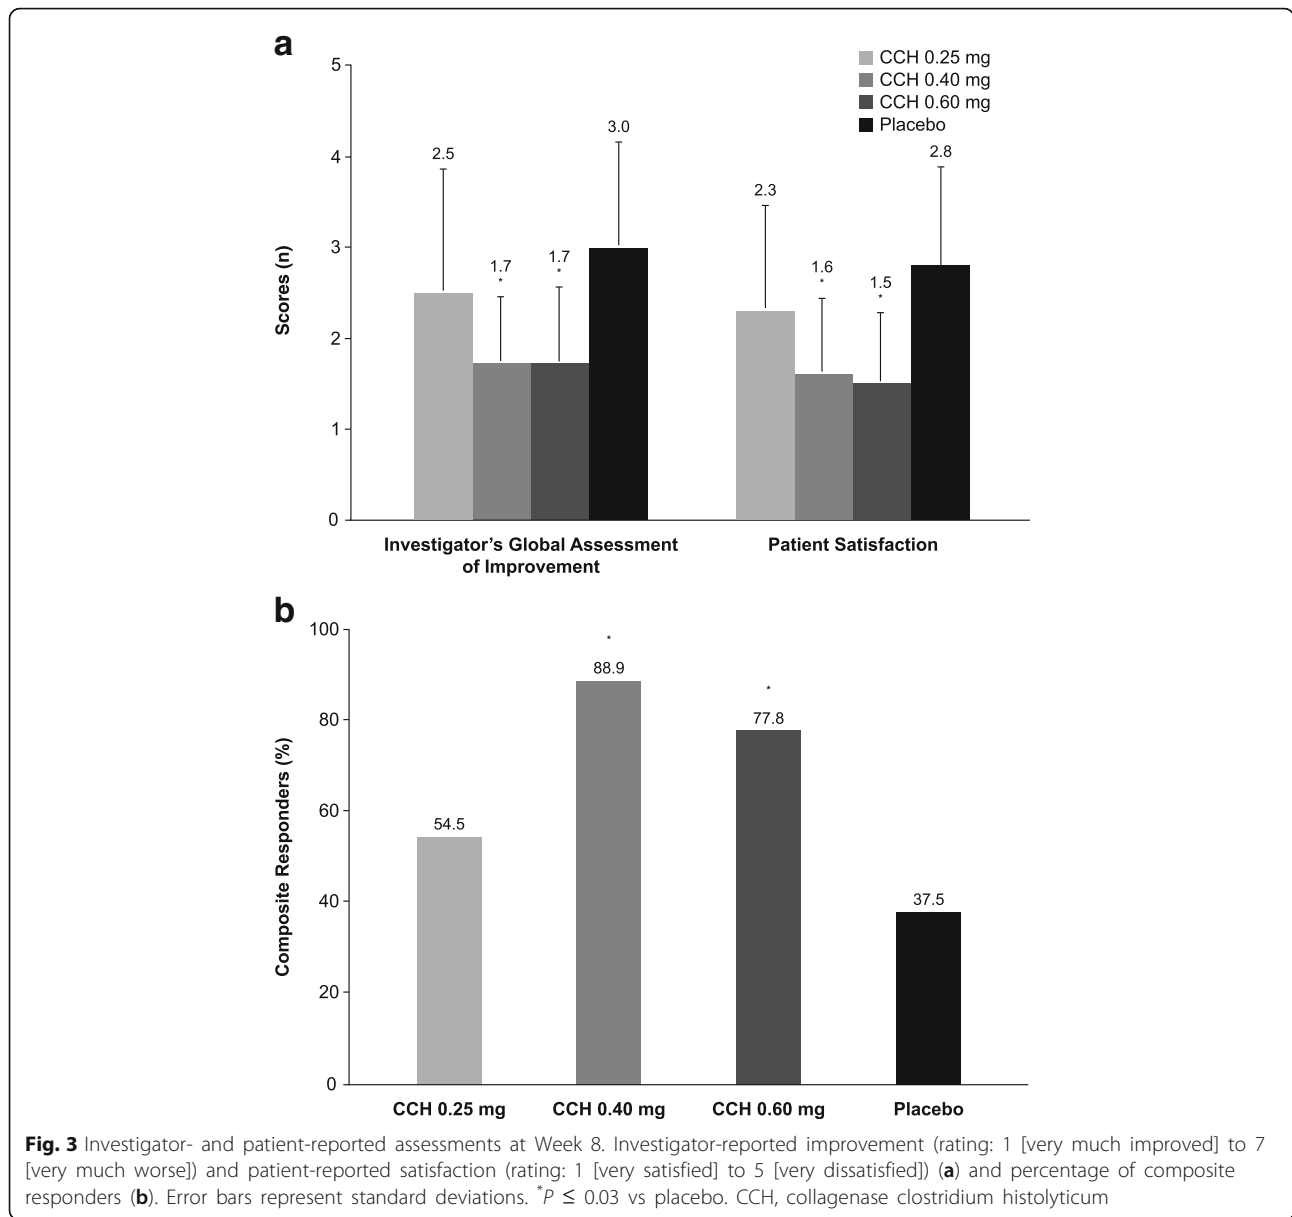 a
CCH 0.25 mg
CCH 0.40 mg
CCH 0.60 mg
Placebo
5
4
3
2
1
0
Scores (n)
2.5
1.7
*
1.7
*
3.0
2.3
1.6
*
1.5
*
2.8
Investigator's Global Assessment
of Improvement
Patient Satisfaction
b
100
80
60
40
20
0
Composite Responders (%)
54.5
*
88.9
*
77.8
37.5
CCH 0.25 mg
CCH 0.40 mg
CCH 0.60 mg
Placebo
Fig. 3 Investigator- and patient-reported assessments at Week 8. Investigator-reported improvement (rating: 1 [very much improved] to 7
[very much worse]) and patient-reported satisfaction (rating: 1 [very satisfied] to 5 [very dissatisfied]) (a) and percentage of composite
responders (b). Error bars represent standard deviations. *P ≤ 0.03 vs placebo. CCH, collagenase clostridium histolyticum